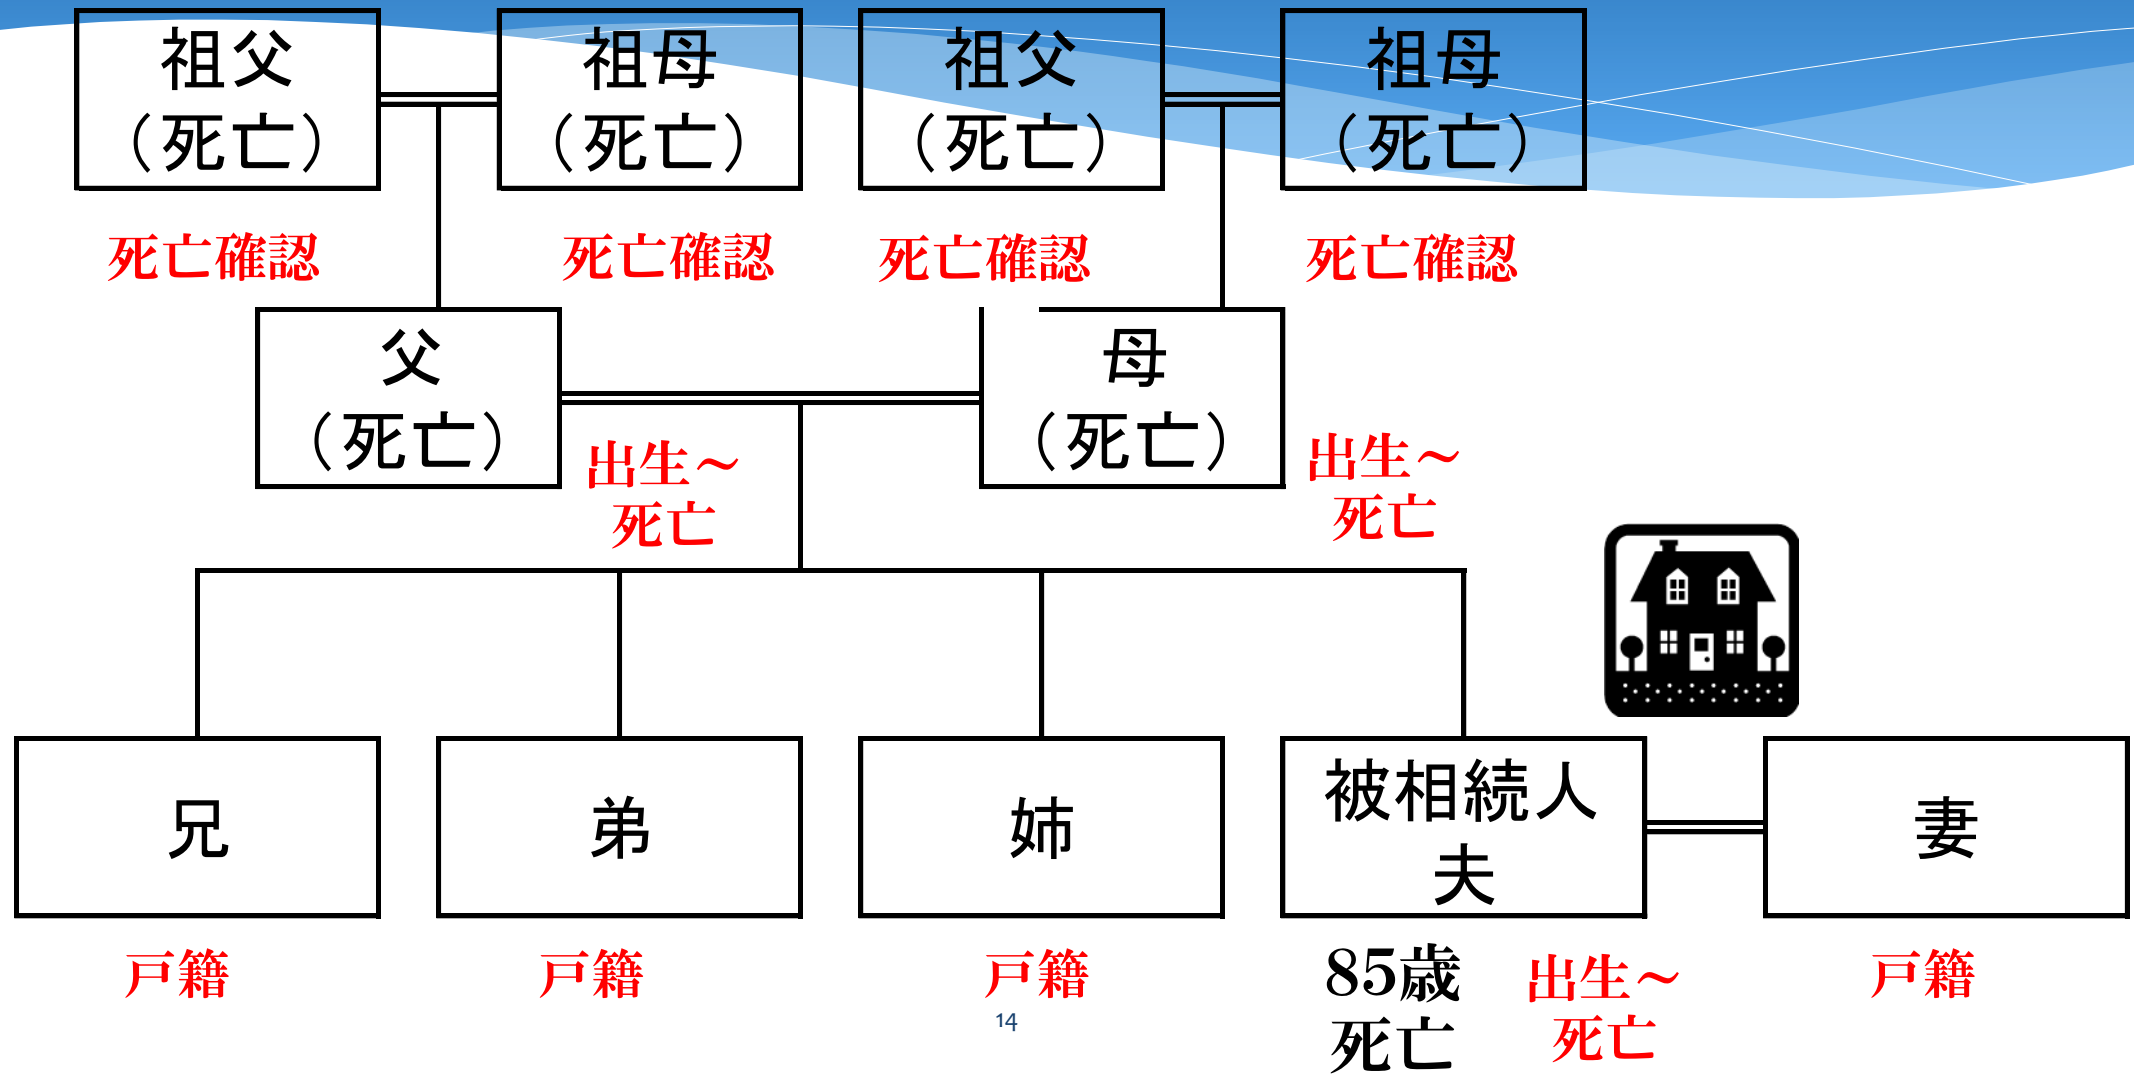 祖父
（死亡）
祖母
（死亡）
祖父
（死亡）
祖母
（死亡）
死亡確認
死亡確認
死亡確認
死亡確認
父
（死亡）
出生～
死亡
母
（死亡）
出生～
死亡
兄
弟
姉
被相続人
夫
妻
戸籍
戸籍
戸籍
85歳
死亡
出生～
死亡
戸籍
14